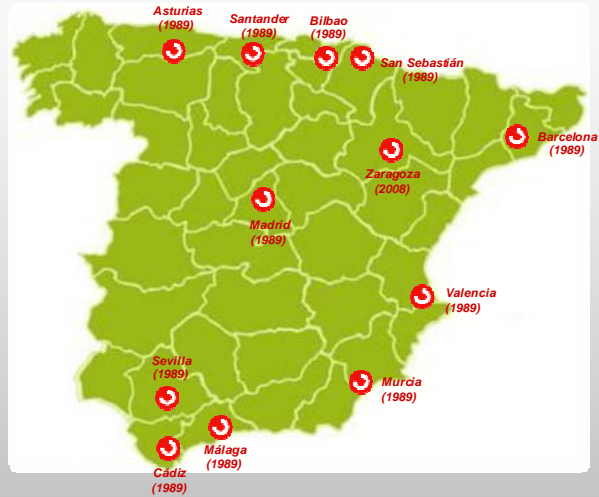 Asturias
(1989)
Santander
(1989)
Bilbao
(1989)
San Sebastián
(1989)
Barcelona
(1989)
Zaragoza
(2008)
Madrid
(1989)
Valencia
(1989)
Sevilla
(1989)
Murcia
(1989)
Málaga
(1989)
Cádiz
(1989)